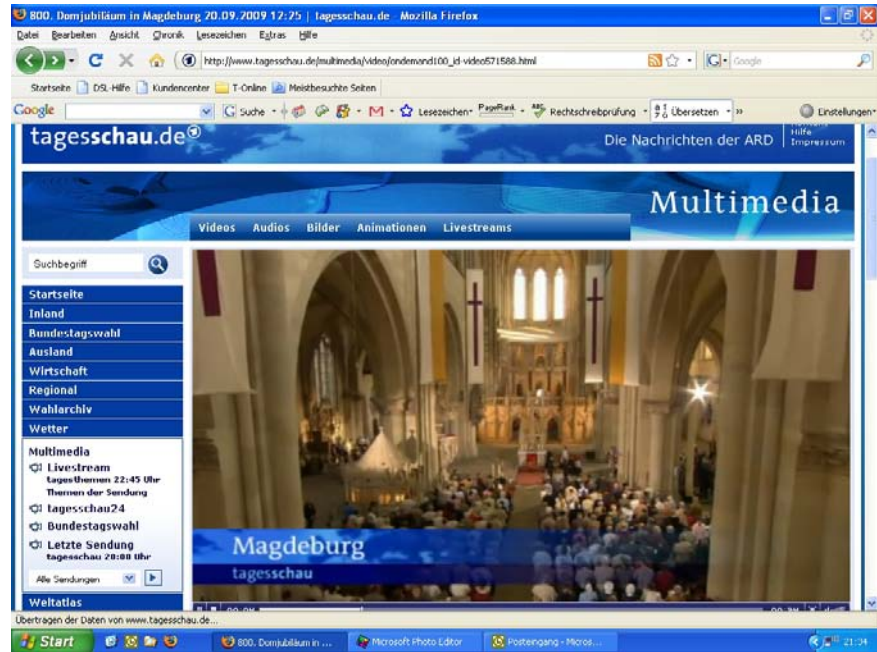 800. Domjubiläum in Magdeburg 20.09.2009 12:25 | tagesschau.de - Mozilla Firefox
Datei Bearbeiten Ansicht Chronik Lesezeichen Extras Hilfe
http://www.tagesschau.de/multimedia/video/ondemand100_id-video571588.html
Google
Startseite DSL-Hilfe Kundencenter T-Online Meistbesuchte Seiten
Google Suche Lesezeichen PageRank Rechtschreibprüfung Übersetzen Einstellungen
tagesschau.de
Die Nachrichten der ARD
Hilfe
Impressum
Multimedia
Videos Audios Bilder Animationen Livestreams
Suchbegriff
Startseite
Inland
Bundestagswahl
Ausland
Wirtschaft
Regional
Wahlarchiv
Wetter
Multimedia
Livestream
tagesthemen 22:45 Uhr
Themen der Sendung
tagesschau24
Bundestagswahl
Letzte Sendung
tagesschau 20:00 Uhr
Alle Sendungen
Weltatlas
Magdeburg
tagesschau
Übertragen der Daten von www.tagesschau.de...
Start 800. Domjubiläum in ... Microsoft Photo Editor Posteingang - Micros... 21:04